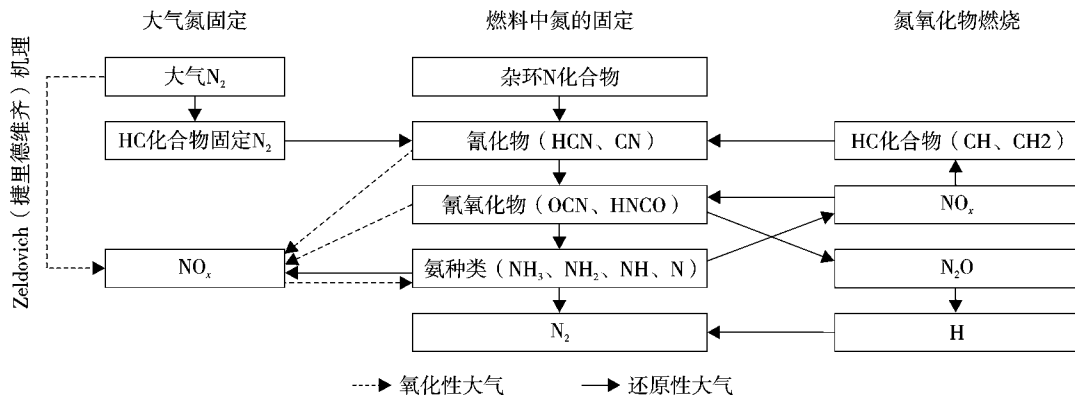 大气氮固定
燃料中氮的固定
氮氧化物燃烧
Zeldovich（捷里德维齐）机理
大气N₂
杂环N化合物
HC化合物固定N₂
氰化物（HCN、CN）
HC化合物（CH、CH2）
氰氧化物（OCN、HNCO）
NOₓ
NOₓ
氨种类（NH₃、NH₂、NH、N）
N₂O
N₂
H
氧化性大气
还原性大气